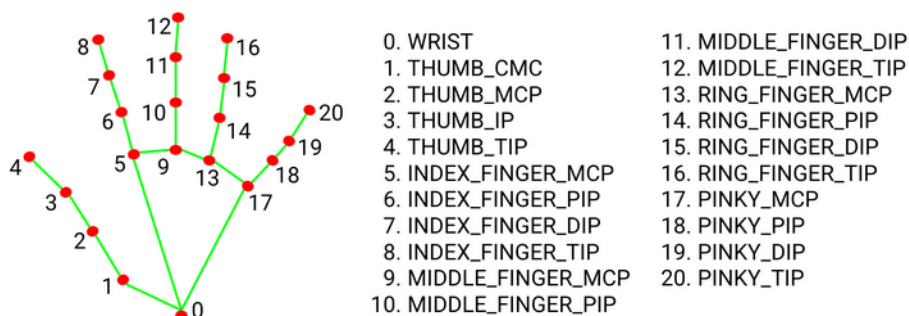 12
8
16
11
7
15
10
20
6
14
19
4
5
9
13
18
3
17
2
1
0
0. WRIST
1. THUMB_CMC
2. THUMB_MCP
3. THUMB_IP
4. THUMB_TIP
5. INDEX_FINGER_MCP
6. INDEX_FINGER_PIP
7. INDEX_FINGER_DIP
8. INDEX_FINGER_TIP
9. MIDDLE_FINGER_MCP
10. MIDDLE_FINGER_PIP
11. MIDDLE_FINGER_DIP
12. MIDDLE_FINGER_TIP
13. RING_FINGER_MCP
14. RING_FINGER_PIP
15. RING_FINGER_DIP
16. RING_FINGER_TIP
17. PINKY_MCP
18. PINKY_PIP
19. PINKY_DIP
20. PINKY_TIP